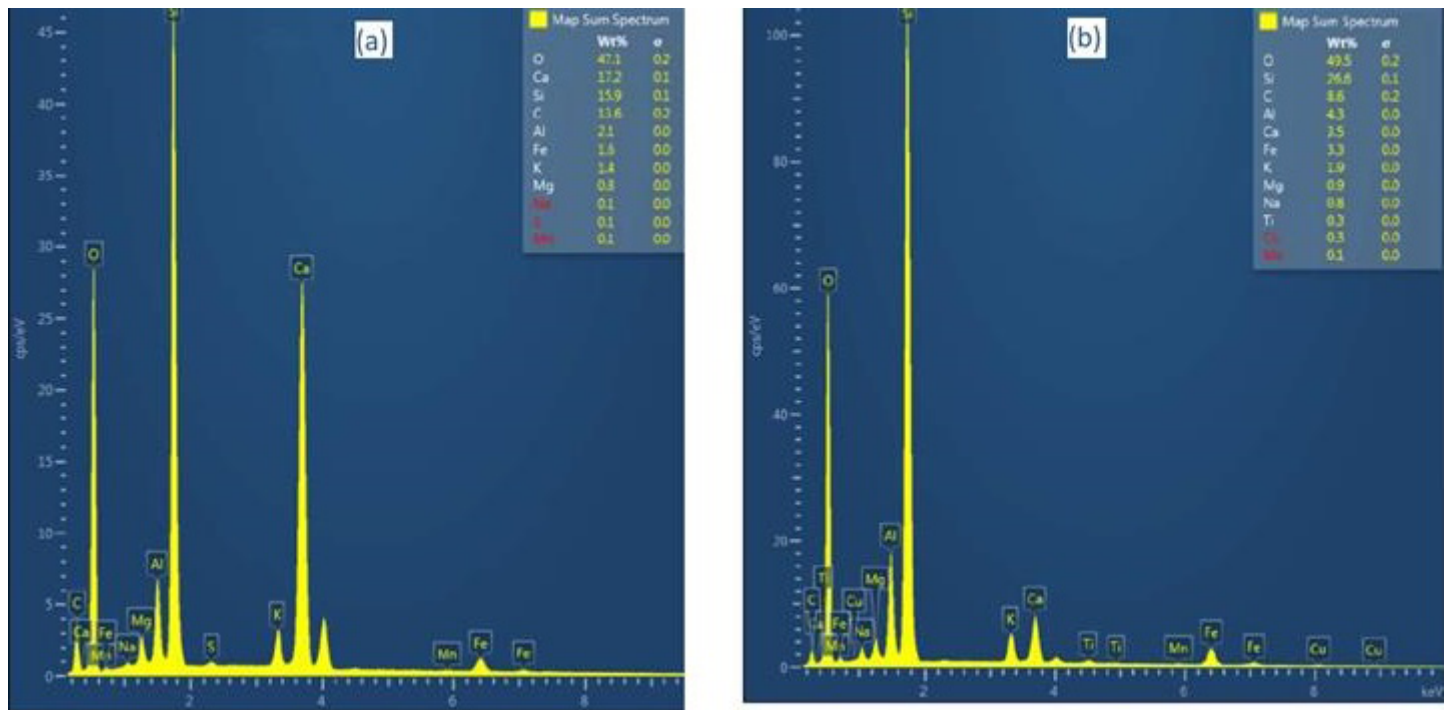 (a)
Map Sum Spectrum
Wt% σ
O 47.1 0.2
Ca 17.2 0.1
Si 15.9 0.1
C 13.6 0.2
Al 2.1 0.0
Fe 1.6 0.0
K 1.4 0.0
Mg 0.8 0.0
Na 0.1 0.0
S 0.1 0.0
Mn 0.1 0.0
cps/eV
45
40
35
30
25
20
15
10
5
0
Si
O
Ca
Al
C
Mg
K
Ca
Fe
Na
S
Mn
Mn
Fe
Fe
2
4
6
8
(b)
Map Sum Spectrum
Wt% σ
O 49.5 0.2
Si 26.6 0.1
C 8.6 0.2
Al 4.3 0.0
Ca 3.5 0.0
Fe 3.3 0.0
K 1.9 0.0
Mg 0.9 0.0
Na 0.8 0.0
Ti 0.3 0.0
Cu 0.3 0.0
Mn 0.1 0.0
cps/eV
100
80
60
40
20
0
Si
O
Al
Ti
Mg
C
Cu
Ca
Fe
Na
Mn
K
Ca
Ti
Ti
Mn
Fe
Fe
Cu
Cu
2
4
6
8
keV